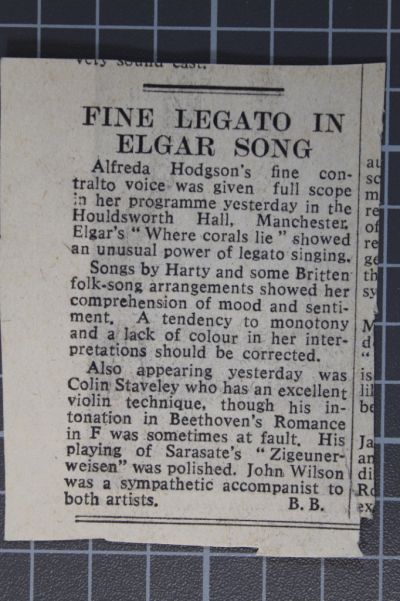 very sound cast.
FINE LEGATO IN
ELGAR SONG
Alfreda Hodgson's fine con-
tralto voice was given full scope
in her programme yesterday in the
Houldsworth Hall, Manchester.
Elgar's "Where corals lie" showed
an unusual power of legato singing.
Songs by Harty and some Britten
folk-song arrangements showed her
comprehension of mood and senti-
ment. A tendency to monotony
and a lack of colour in her inter-
pretations should be corrected.
Also appearing yesterday was
Colin Staveley who has an excellent
violin technique, though his in-
tonation in Beethoven's Romance
in F was sometimes at fault. His
playing of Sarasate's "Zigeuner-
weisen" was polished. John Wilson
was a sympathetic accompanist to
both artists. B. B.